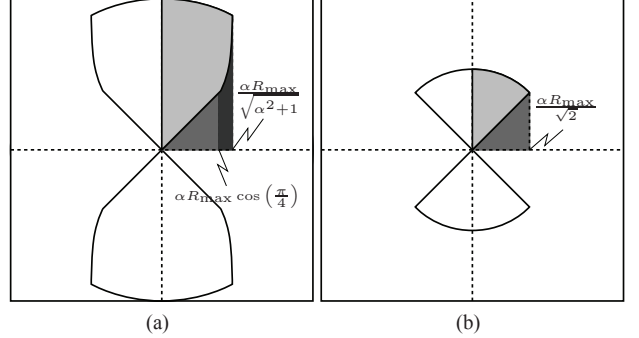 αR_max / √(α²+1)
αR_max / √2
αR_max cos (π/4)
(a)
(b)